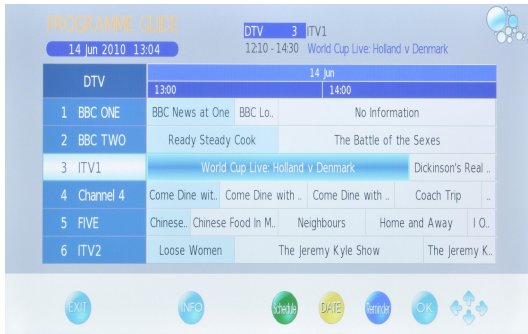 PROGRAMME GUIDE
DTV 3 ITV1
14 Jun 2010 13:04
12:10 - 14:30 World Cup Live: Holland v Denmark
DTV
14 Jun
13:00 14:00
1 BBC ONE BBC News at One BBC Lo.. No Information
2 BBC TWO Ready Steady Cook The Battle of the Sexes
3 ITV1 World Cup Live: Holland v Denmark Dickinson's Real ..
4 Channel 4 Come Dine wit.. Come Dine with .. Come Dine with .. Coach Trip ..
5 FIVE Chinese.. Chinese Food In M.. Neighbours Home and Away I O..
6 ITV2 Loose Women The Jeremy Kyle Show The Jeremy K..
EXIT INFO Schedule DATE Reminder OK